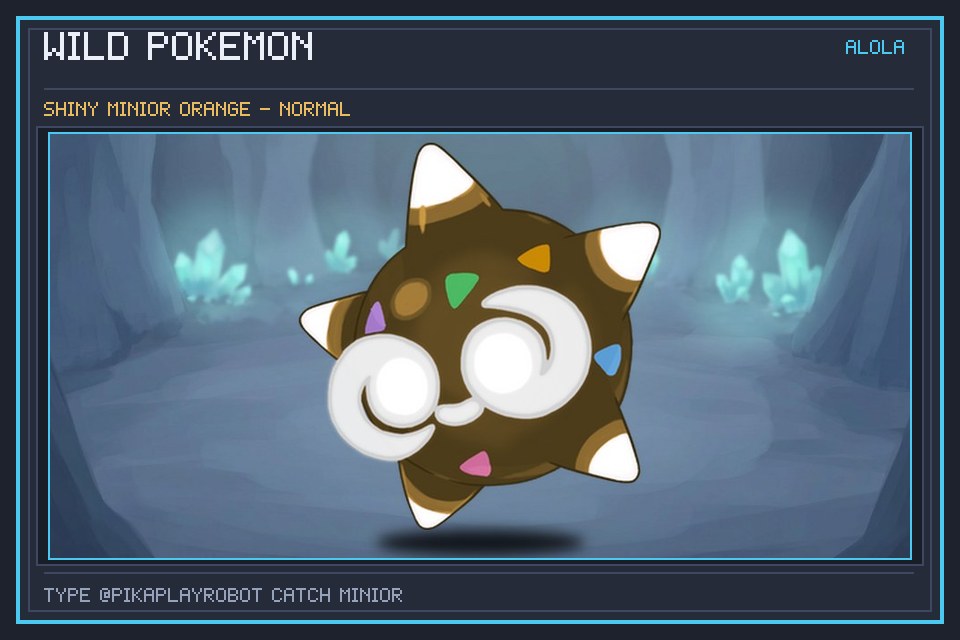 WILD POKEMON
ALOLA
SHINY MINIOR ORANGE - NORMAL
TYPE @PIKAPLAYROBOT CATCH MINIOR